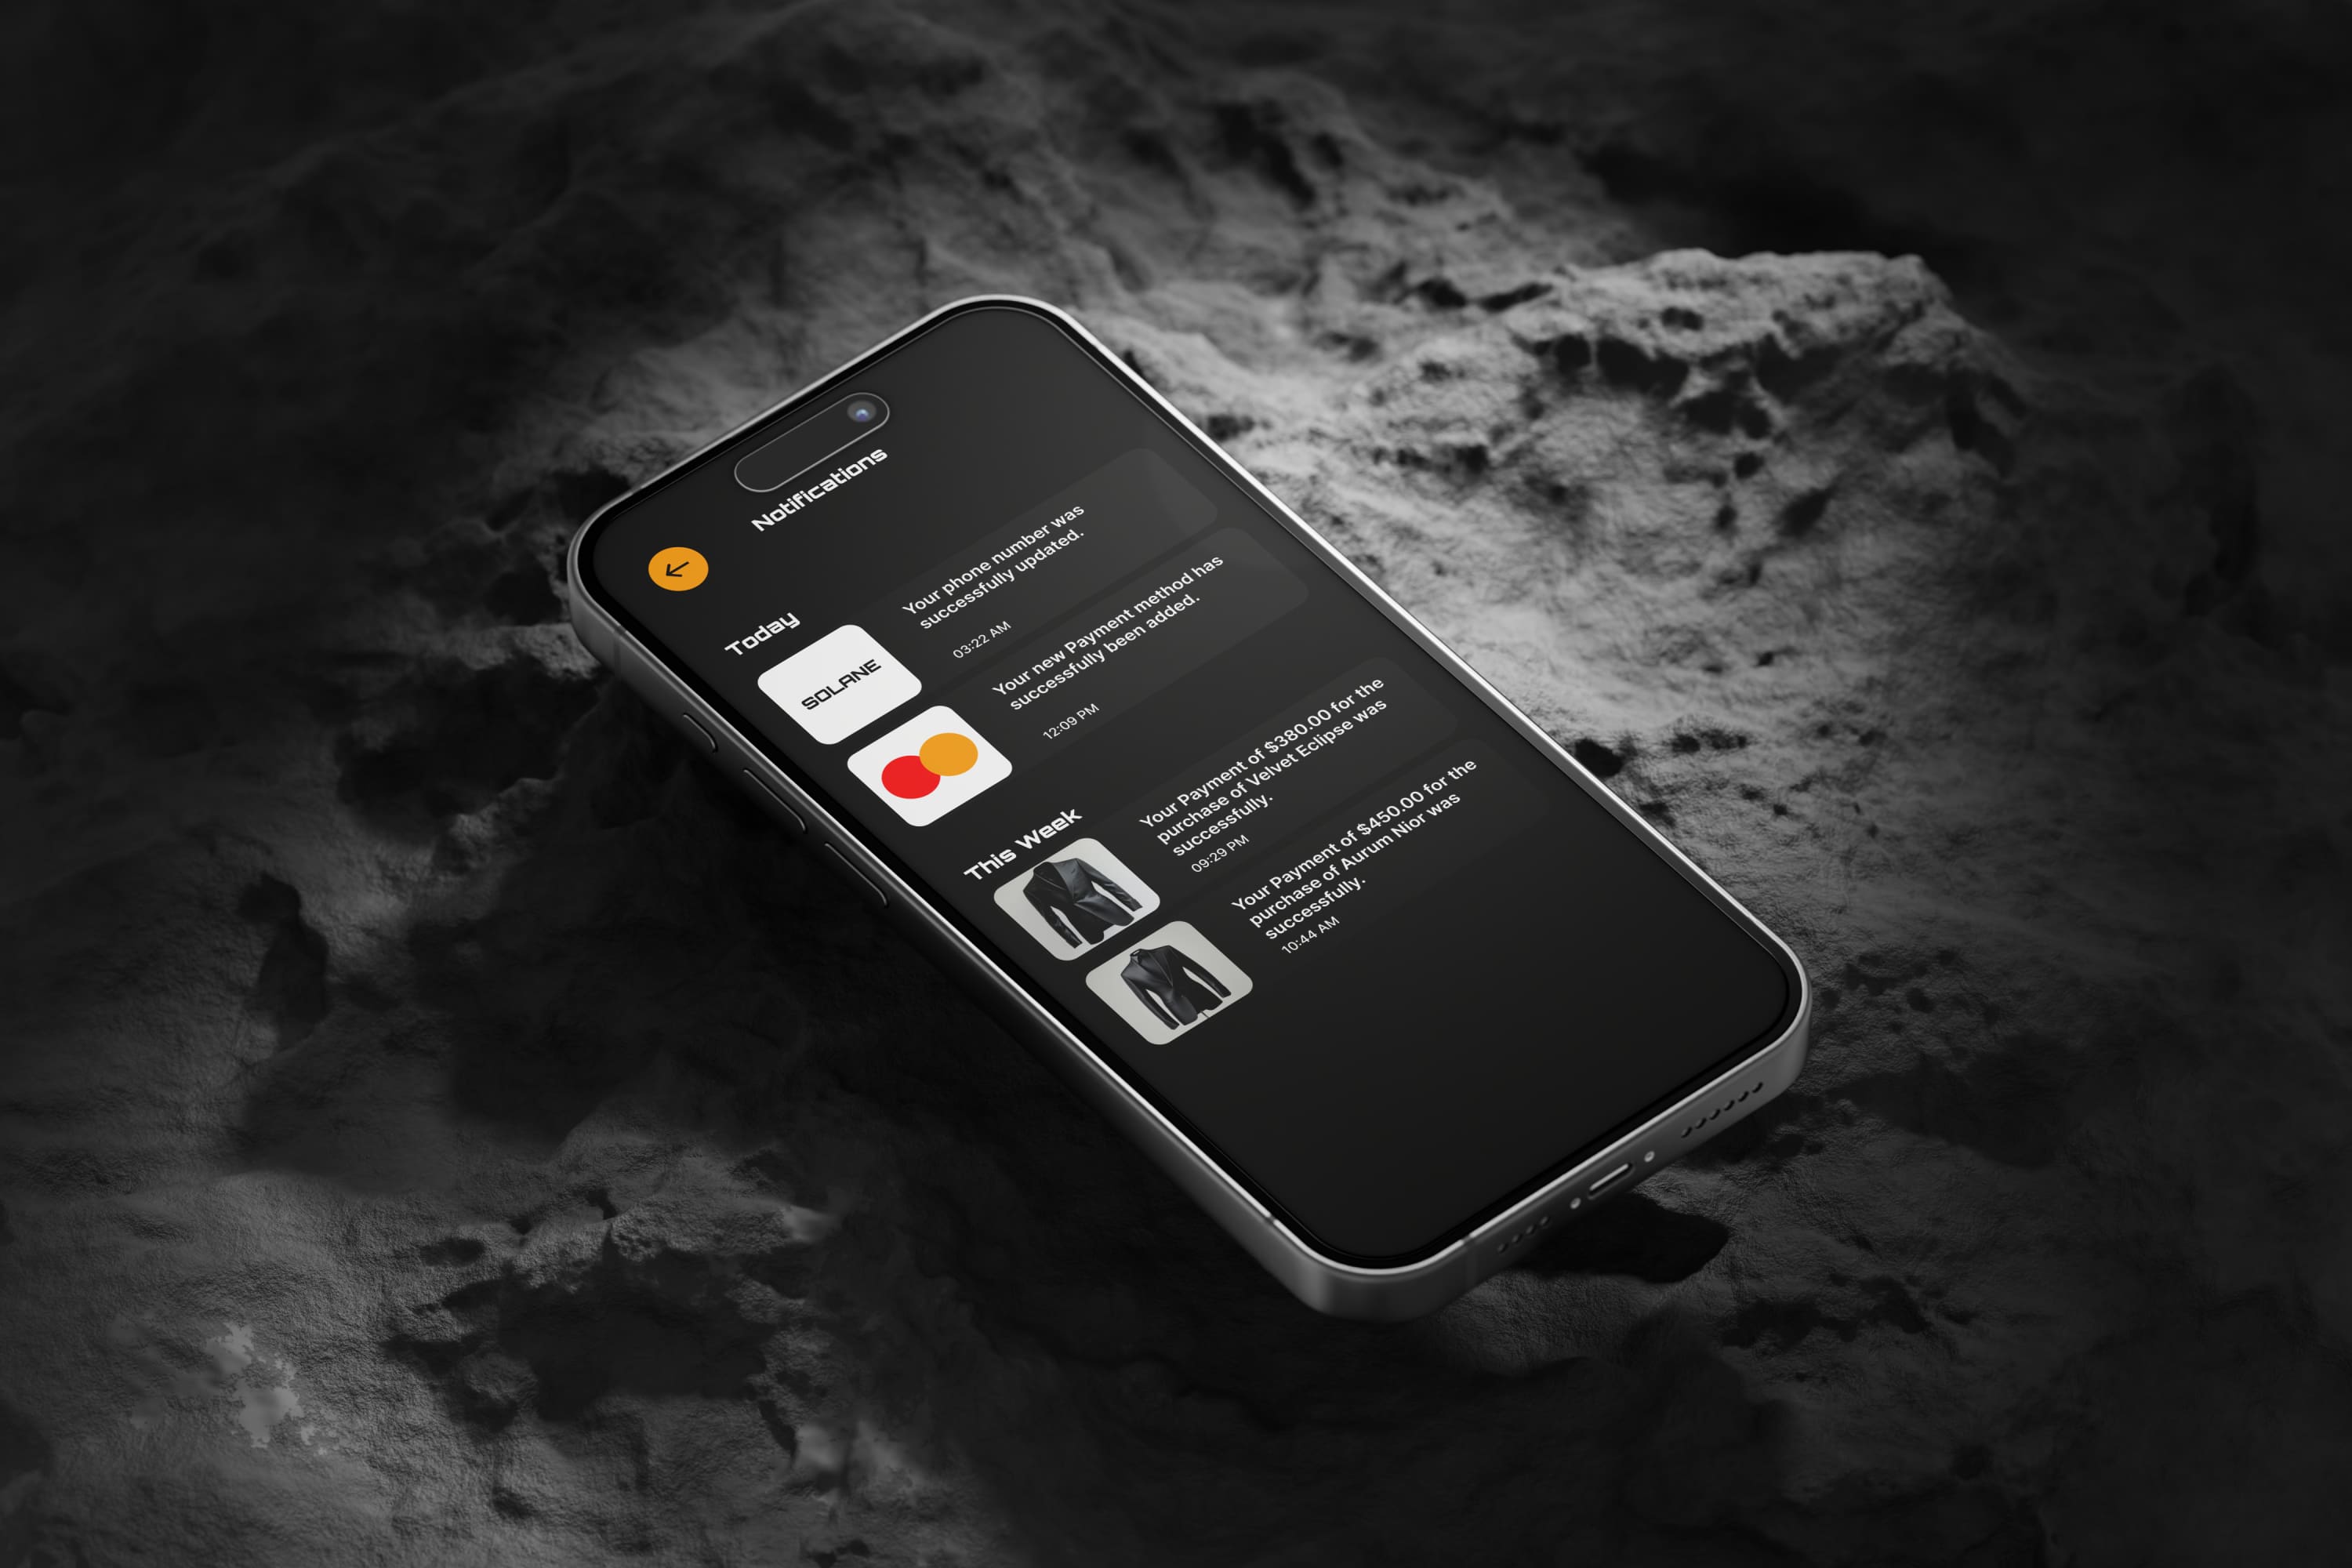 Notifications
Today
SOLANE
Your phone number was
successfully updated.
03:22 AM
Your new Payment method has
successfully been added.
12:09 PM
This Week
Your Payment of $380.00 for the
purchase of Velvet Eclipse was
successfully.
09:29 PM
Your Payment of $450.00 for the
purchase of Aurum Nior was
successfully.
10:44 AM